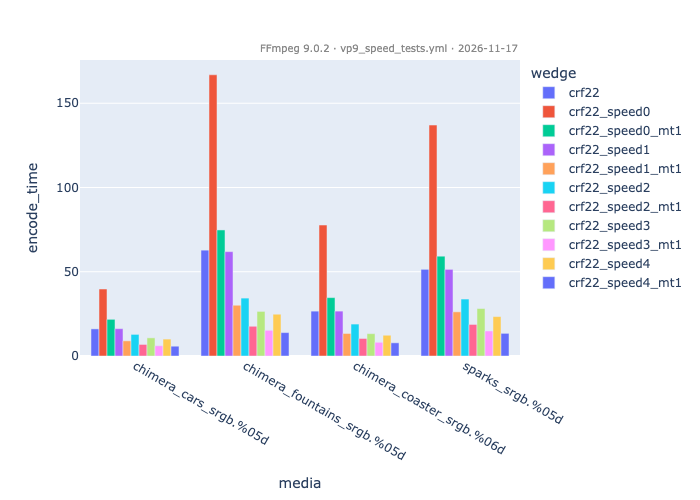 FFmpeg 9.0.2 · vp9_speed_tests.yml · 2026-11-17
wedge
crf22
crf22_speed0
crf22_speed0_mt1
crf22_speed1
crf22_speed1_mt1
crf22_speed2
crf22_speed2_mt1
crf22_speed3
crf22_speed3_mt1
crf22_speed4
crf22_speed4_mt1
encode_time
150
100
50
0
chimera_cars_srgb.%05d
chimera_fountains_srgb.%05d
chimera_coaster_srgb.%06d
sparks_srgb.%05d
media